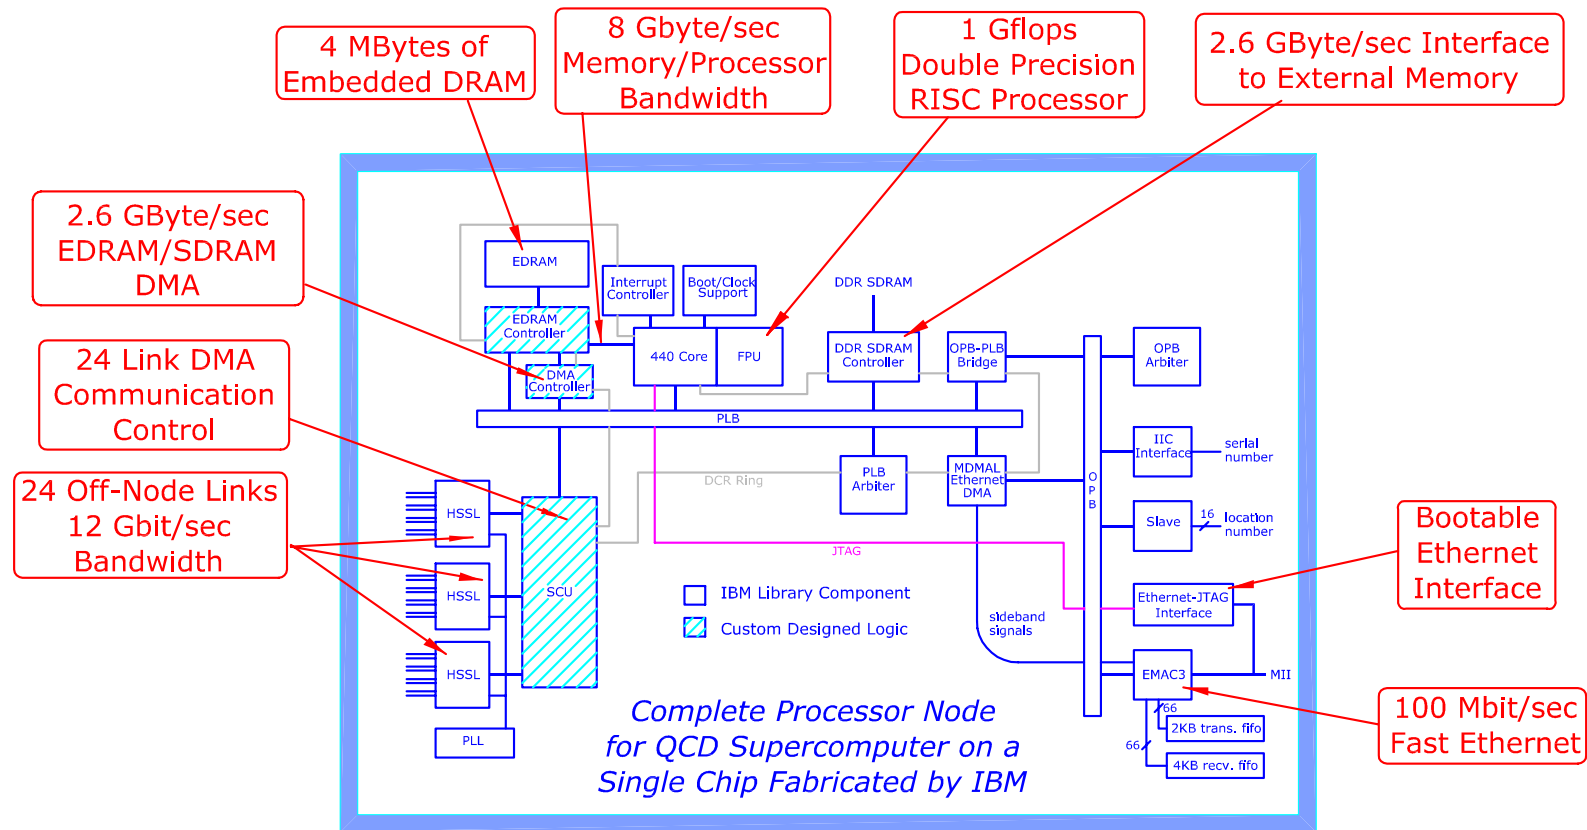 4 MBytes of
Embedded DRAM
8 Gbyte/sec
Memory/Processor
Bandwidth
1 Gflops
Double Precision
RISC Processor
2.6 GByte/sec Interface
to External Memory
2.6 GByte/sec
EDRAM/SDRAM
DMA
24 Link DMA
Communication
Control
24 Off-Node Links
12 Gbit/sec
Bandwidth
EDRAM
EDRAM
Controller
DMA
Controller
Interrupt
Controller
Boot/Clock
Support
440 Core
FPU
DDR SDRAM
DDR SDRAM
Controller
OPB-PLB
Bridge
OPB
Arbiter
PLB
DCR Ring
PLB
Arbiter
MDMAL
Ethernet
DMA
O
P
B
IIC
Interface
serial
number
Slave
16
location
number
HSSL
HSSL
HSSL
SCU
PLL
JTAG
IBM Library Component
Custom Designed Logic
sideband
signals
Ethernet-JTAG
Interface
EMAC3
MII
66
2KB trans. fifo
66
4KB recv. fifo
Bootable
Ethernet
Interface
100 Mbit/sec
Fast Ethernet
Complete Processor Node
for QCD Supercomputer on a
Single Chip Fabricated by IBM